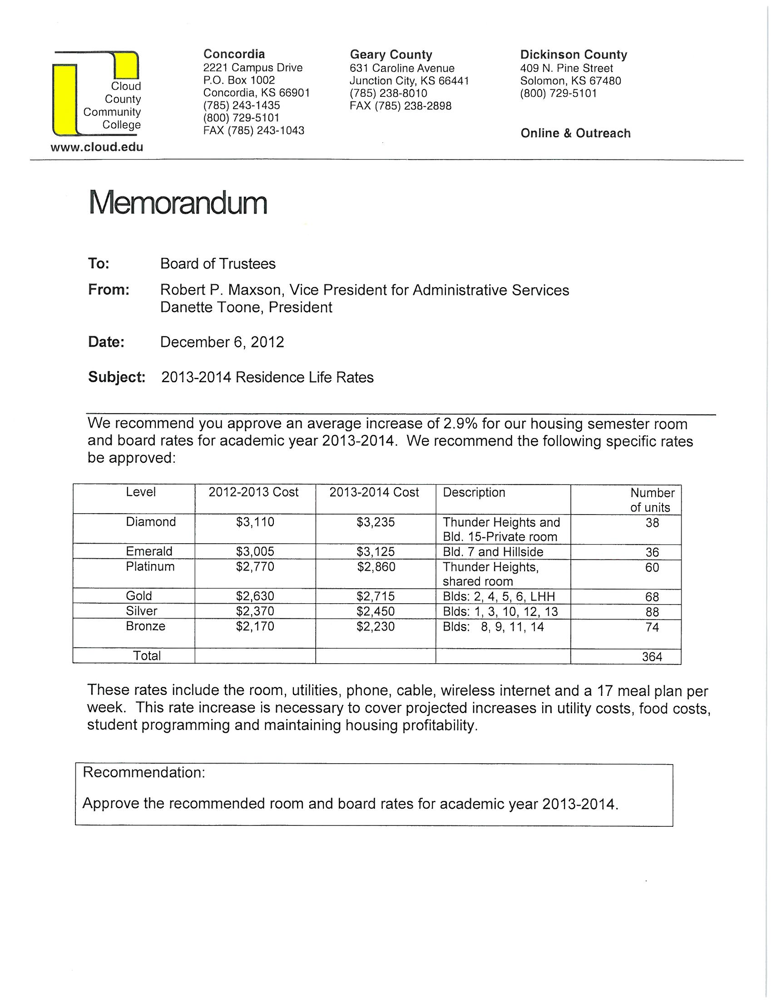 Cloud
County
Community
College
www.cloud.edu
Concordia
2221 Campus Drive
P.O. Box 1002
Concordia, KS 66901
(785) 243-1435
(800) 729-5101
FAX (785) 243-1043
Geary County
631 Caroline Avenue
Junction City, KS 66441
(785) 238-8010
FAX (785) 238-2898
Dickinson County
409 N. Pine Street
Solomon, KS 67480
(800) 729-5101
Online & Outreach
Memorandum
To: Board of Trustees
From: Robert P. Maxson, Vice President for Administrative Services
Danette Toone, President
Date: December 6, 2012
Subject: 2013-2014 Residence Life Rates
We recommend you approve an average increase of 2.9% for our housing semester room
and board rates for academic year 2013-2014. We recommend the following specific rates
be approved:
Level 2012-2013 Cost 2013-2014 Cost Description Number
of units
Diamond $3,110 $3,235 Thunder Heights and 38
Bld. 15-Private room
Emerald $3,005 $3,125 Bld. 7 and Hillside 36
Platinum $2,770 $2,860 Thunder Heights, 60
shared room
Gold $2,630 $2,715 Blds: 2, 4, 5, 6, LHH 68
Silver $2,370 $2,450 Blds: 1, 3, 10, 12, 13 88
Bronze $2,170 $2,230 Blds: 8, 9, 11, 14 74
Total 364
These rates include the room, utilities, phone, cable, wireless internet and a 17 meal plan per
week. This rate increase is necessary to cover projected increases in utility costs, food costs,
student programming and maintaining housing profitability.
Recommendation:
Approve the recommended room and board rates for academic year 2013-2014.